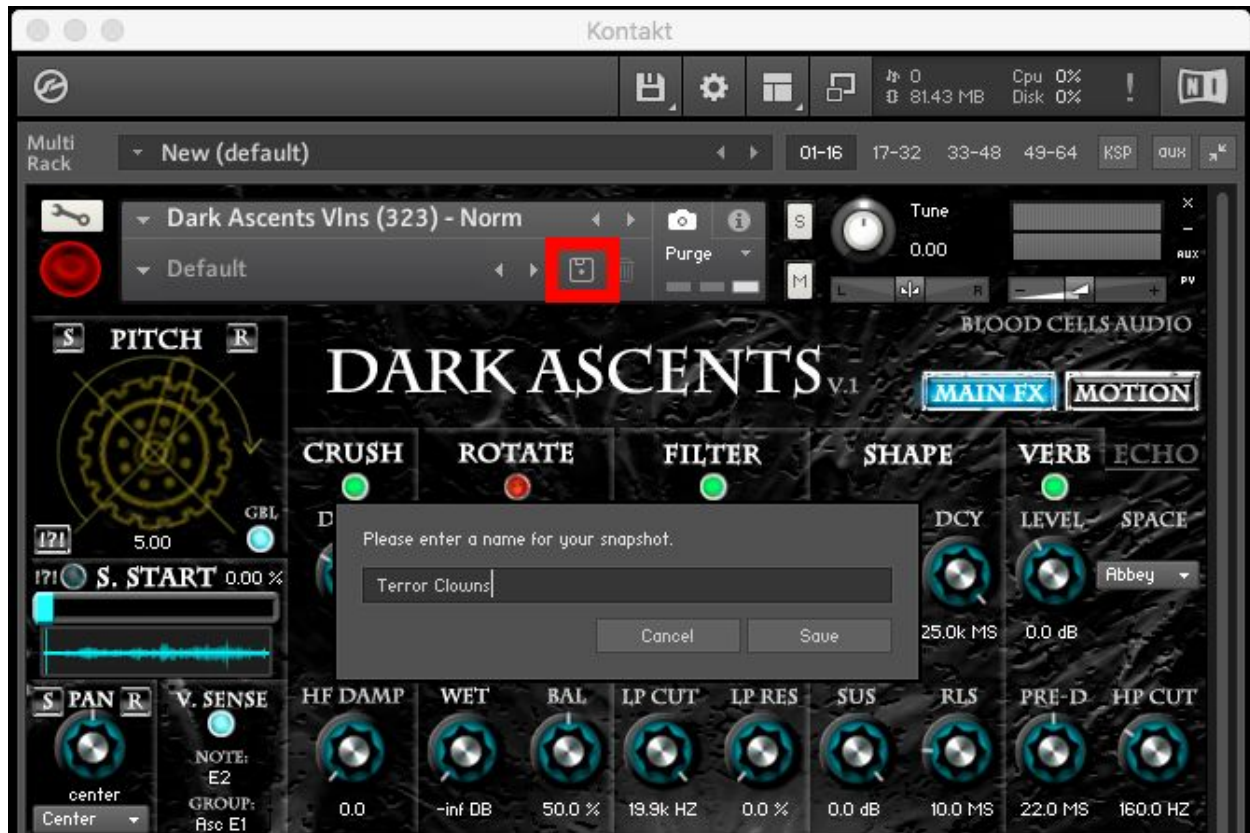 Kontakt
0 Cpu 0%
81.43 MB Disk 0% ! NI
Multi
Rack
New (default) 01-16 17-32 33-48 49-64 KSP aux
Dark Ascents Vlns (323) - Norm S Tune
Default Purge M 0.00
L R - +
×
-
AUX
PV
BLOOD CELLS AUDIO
S PITCH R
DARK ASCENTS V.1
MAIN FX MOTION
CRUSH ROTATE FILTER SHAPE VERB ECHO
GBL
D DCY LEVEL SPACE
!?! 5.00
Please enter a name for your snapshot.
!?! S. START 0.00 %
Terror Clowns
Abbey
Cancel Save
25.0k MS 0.0 dB
S PAN R V. SENSE HF DAMP WET BAL LP CUT LP RES SUS RLS PRE-D HP CUT
NOTE:
E2
center
Center
GROUP:
Asc E1
0.0 -inf DB 50.0 % 19.9k HZ 0.0 % 0.0 dB 10.0 MS 22.0 MS 160.0 HZ